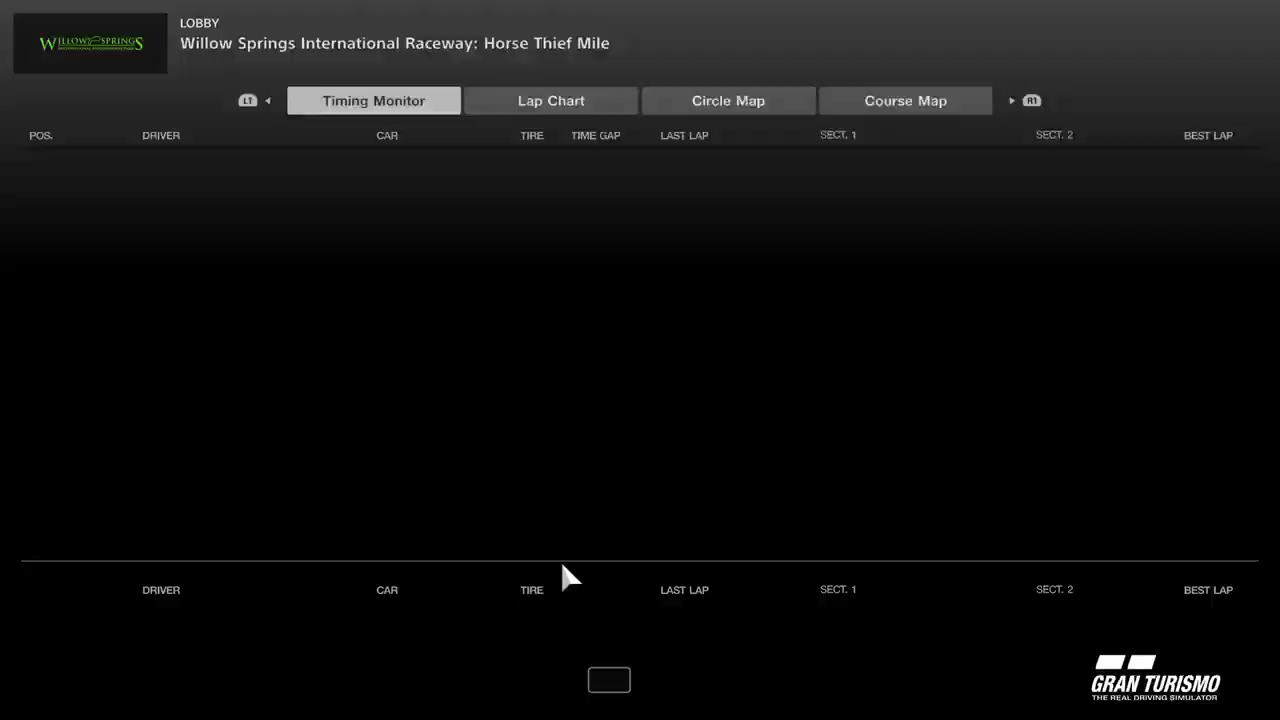 WILLOW SPRINGS
LOBBY
Willow Springs International Raceway: Horse Thief Mile
L1 Timing Monitor Lap Chart Circle Map Course Map R1
POS. DRIVER CAR TIRE TIME GAP LAST LAP SECT. 1 SECT. 2 BEST LAP
DRIVER CAR TIRE LAST LAP SECT. 1 SECT. 2 BEST LAP
GRAN TURISMO
THE REAL DRIVING SIMULATOR